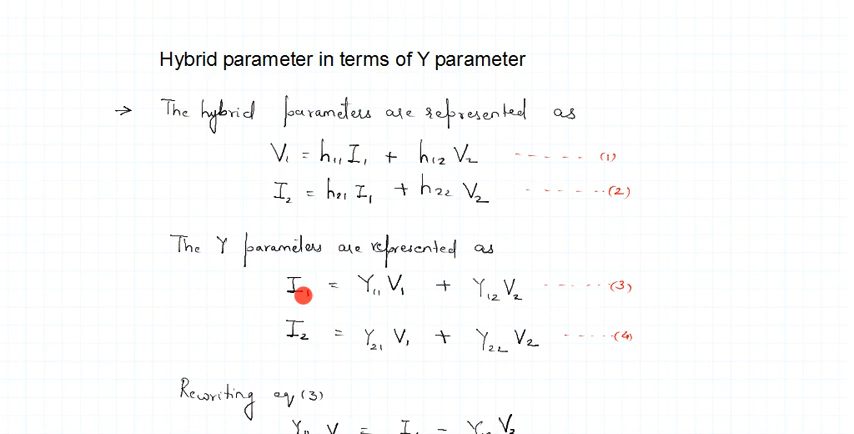 Hybrid parameter in terms of Y parameter
→ The hybrid parameters are represented as
V₁ = h₁₁ I₁ + h₁₂ V₂ ------ (1)
I₂ = h₂₁ I₁ + h₂₂ V₂ ------ (2)
The Y parameters are represented as
I₁ = Y₁₁ V₁ + Y₁₂ V₂ ------ (3)
I₂ = Y₂₁ V₁ + Y₂₂ V₂ ------ (4)
Rewriting eq (3)